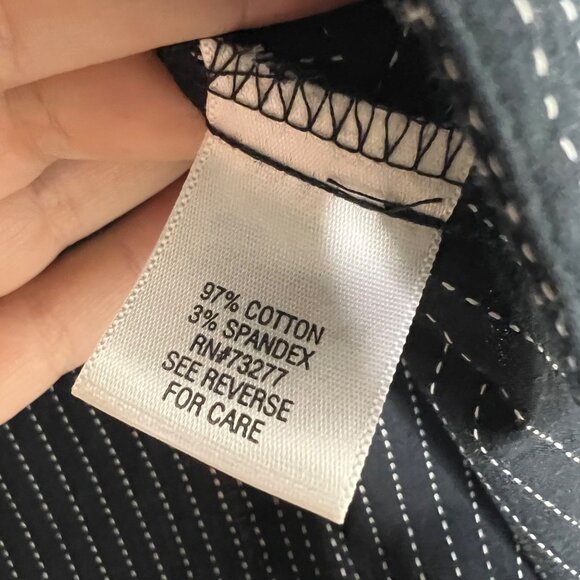 97% COTTON
3% SPANDEX
RN#73277
SEE REVERSE
FOR CARE